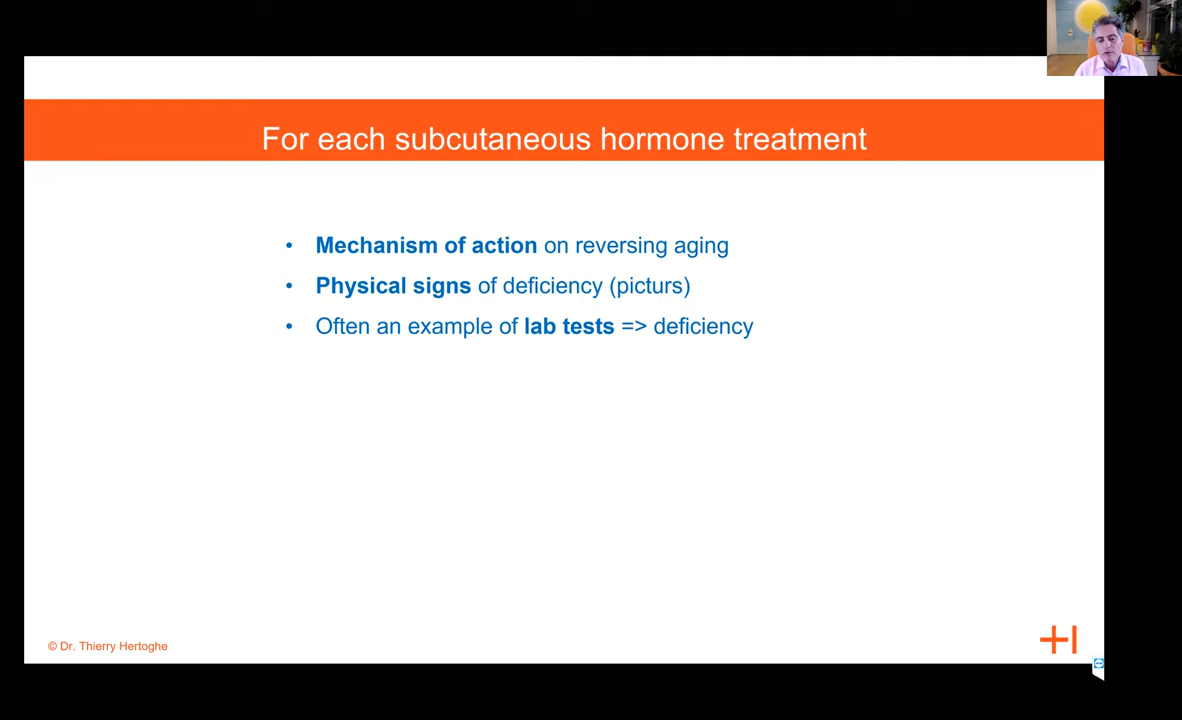 For each subcutaneous hormone treatment
• Mechanism of action on reversing aging
• Physical signs of deficiency (picturs)
• Often an example of lab tests => deficiency
© Dr. Thierry Hertoghe